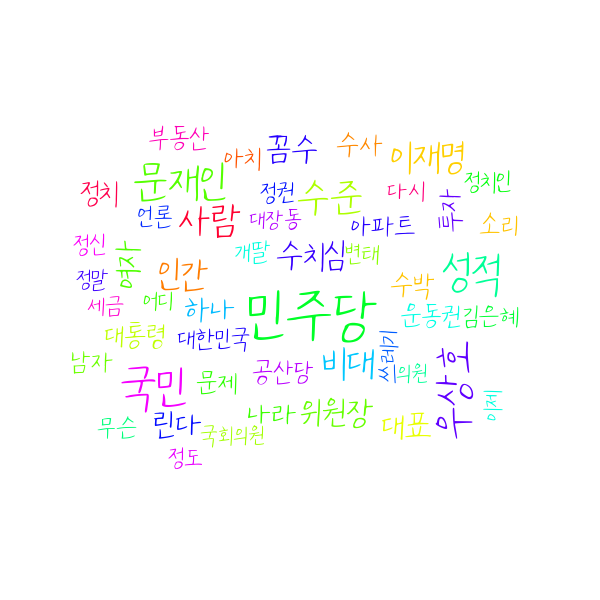 부동산
꼼수
수사
이재명
아치
문재인
정치
정권
수준
다시
투자
정치인
언론
사람
대장동
아파트
소리
정신
여자
개딸
수치심
변태
성적
정말
인간
수박
세금
어디
하나
민주당
운동권
김은혜
대통령
대한민국
쓰레기
남자
국민
문제
공산당
비대
의원
우상호
이제
무슨
린다
국회의원
나라
위원장
대표
정도